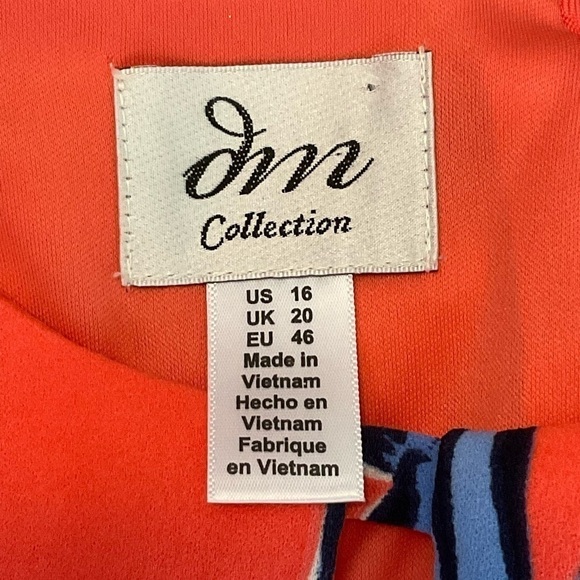 dm
Collection
US 16
UK 20
EU 46
Made in
Vietnam
Hecho en
Vietnam
Fabrique
en Vietnam